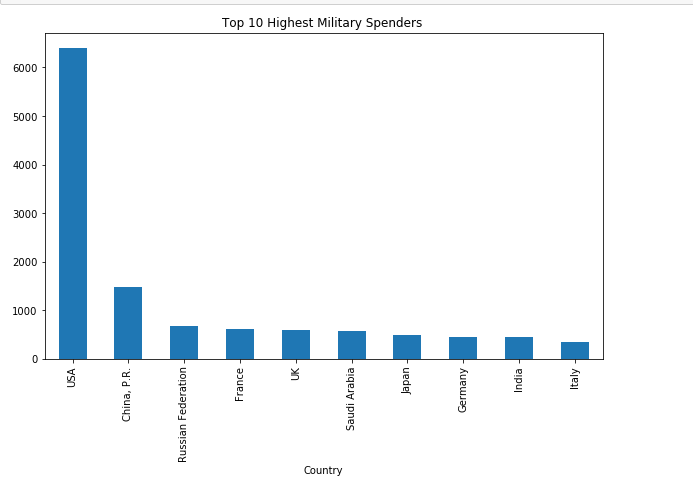 Top 10 Highest Military Spenders
6000
5000
4000
3000
2000
1000
0
USA
China, P.R.
Russian Federation
France
UK
Saudi Arabia
Japan
Germany
India
Italy
Country